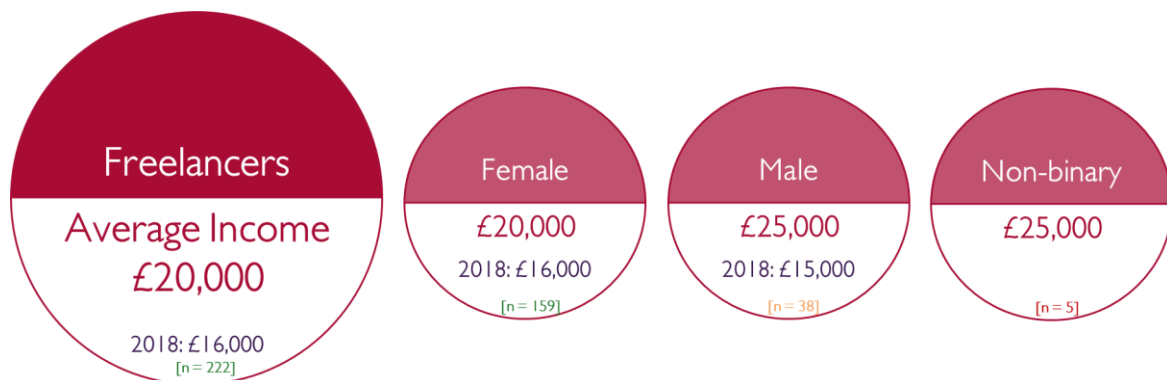 Freelancers
Average Income
£20,000
2018: £16,000
[n = 222]
Female
£20,000
2018: £16,000
[n = 159]
Male
£25,000
2018: £15,000
[n = 38]
Non-binary
£25,000
[n = 5]